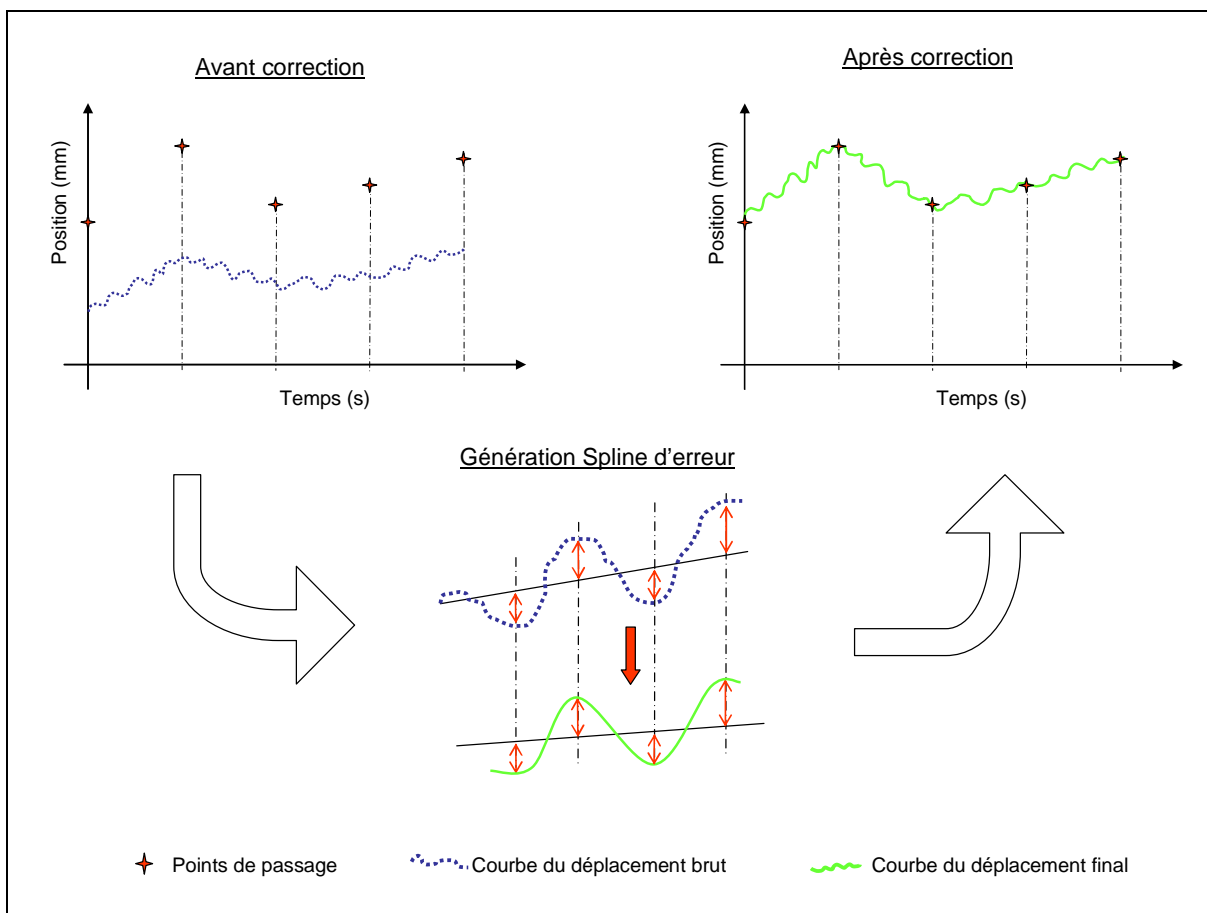 Avant correction
Après correction
Position (mm)
Temps (s)
Position (mm)
Temps (s)
Génération Spline d'erreur
Points de passage
Courbe du déplacement brut
Courbe du déplacement final